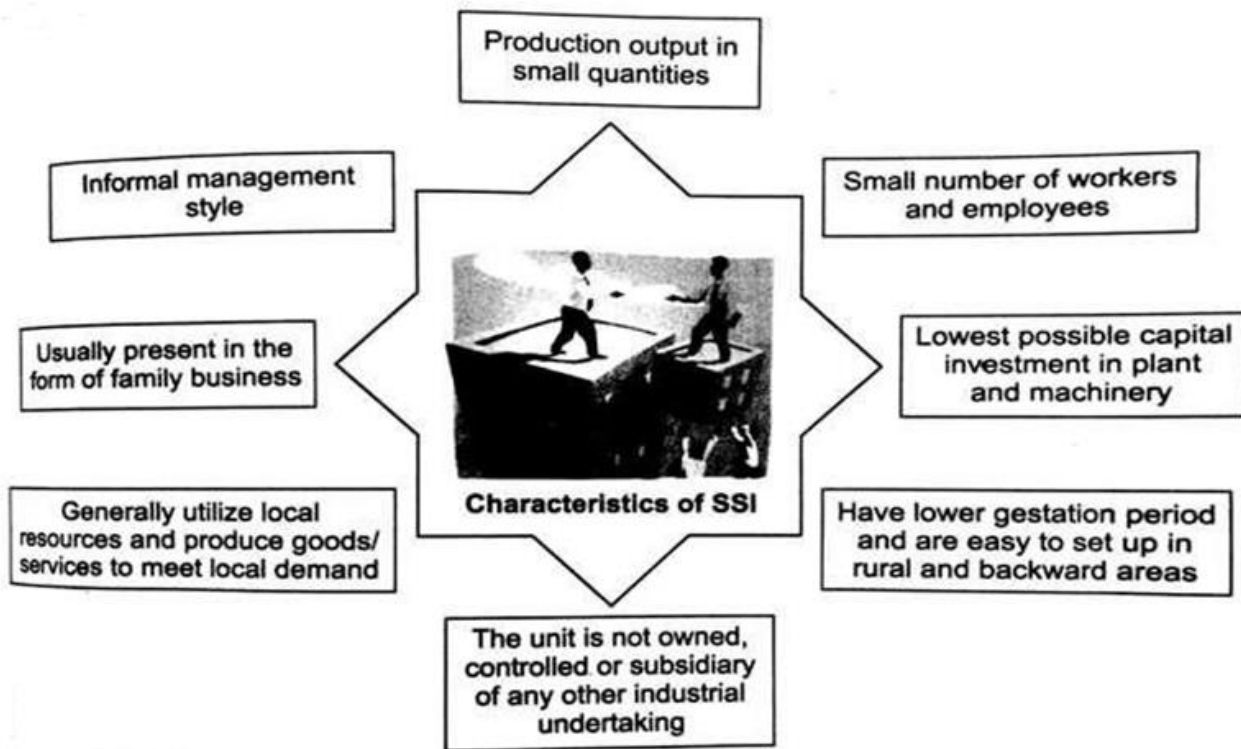 Production output in
small quantities
Informal management
style
Small number of workers
and employees
Usually present in the
form of family business
Lowest possible capital
investment in plant
and machinery
Characteristics of SSI
Generally utilize local
resources and produce goods/
services to meet local demand
Have lower gestation period
and are easy to set up in
rural and backward areas
The unit is not owned,
controlled or subsidiary
of any other industrial
undertaking